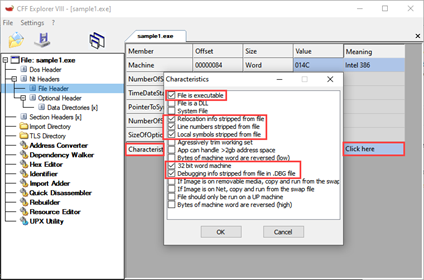 CFF Explorer VIII - [sample1.exe]
File Settings ?
sample1.exe
File: sample1.exe
Dos Header
Nt Headers
File Header
Optional Header
Data Directories [x]
Section Headers [x]
Import Directory
TLS Directory
Address Converter
Dependency Walker
Hex Editor
Identifier
Import Adder
Quick Disassembler
Rebuilder
Resource Editor
UPX Utility
Member Offset Size Value Meaning
Machine 00000084 Word 014C Intel 386
NumberOfS
TimeDateSta
PointerToSy
NumberOfS
SizeOfOption
Characterist
Click here
Characteristics
File is executable
File is a DLL
System File
Relocation info stripped from file
Line numbers stripped from file
Local symbols stripped from file
Agressively trim working set
App can handle >2gb address space
Bytes of machine word are reversed (low)
32 bit word machine
Debugging info stripped from file in .DBG file
If Image is on removable media, copy and run from the swap
If Image is on Net, copy and run from the swap file
File should only be run on a UP machine
Bytes of machine word are reversed (high)
OK
Cancel